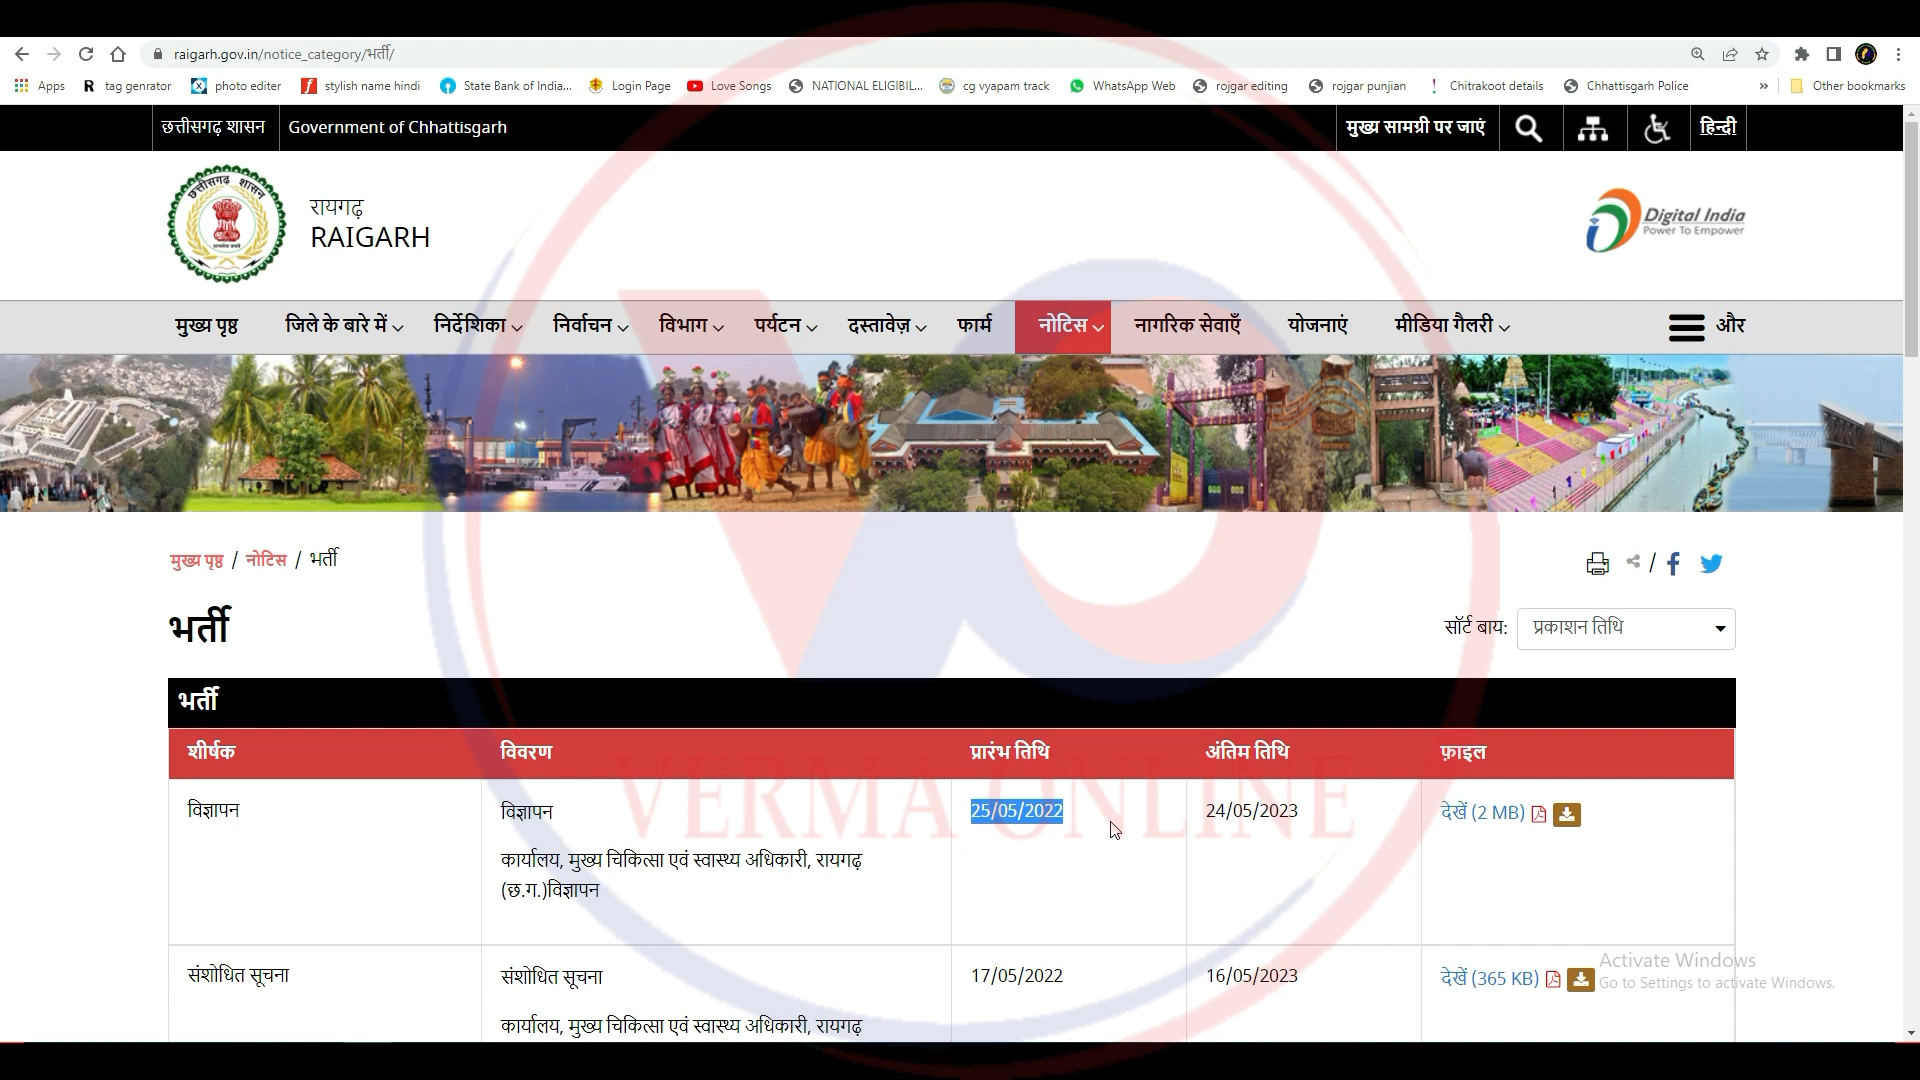 raigarh.gov.in/notice_category/भर्ती/
Apps
tag genrator
photo editer
stylish name hindi
State Bank of India...
Login Page
Love Songs
NATIONAL ELIGIBIL...
cg vyapam track
WhatsApp Web
rojgar editing
rojgar punjian
Chitrakoot details
Chhattisgarh Police
»
Other bookmarks
छत्तीसगढ़ शासन
Government of Chhattisgarh
मुख्य सामग्री पर जाएं
हिन्दी
छत्तीसगढ़ शासन
रायगढ़
RAIGARH
Digital India
Power To Empower
मुख्य पृष्ठ
जिले के बारे में
निर्देशिका
निर्वाचन
विभाग
पर्यटन
दस्तावेज़
फार्म
नोटिस
नागरिक सेवाएँ
योजनाएं
मीडिया गैलरी
और
मुख्य पृष्ठ / नोटिस / भर्ती
भर्ती
सॉर्ट बाय: प्रकाशन तिथि
भर्ती
शीर्षक विवरण प्रारंभ तिथि अंतिम तिथि फ़ाइल
विज्ञापन विज्ञापन 25/05/2022 24/05/2023 देखें (2 MB)
कार्यालय, मुख्य चिकित्सा एवं स्वास्थ्य अधिकारी, रायगढ़
(छ.ग.)विज्ञापन
VERMA ONLINE
संशोधित सूचना संशोधित सूचना 17/05/2022 16/05/2023 देखें (365 KB)
कार्यालय, मुख्य चिकित्सा एवं स्वास्थ्य अधिकारी, रायगढ़
Activate Windows
Go to Settings to activate Windows.